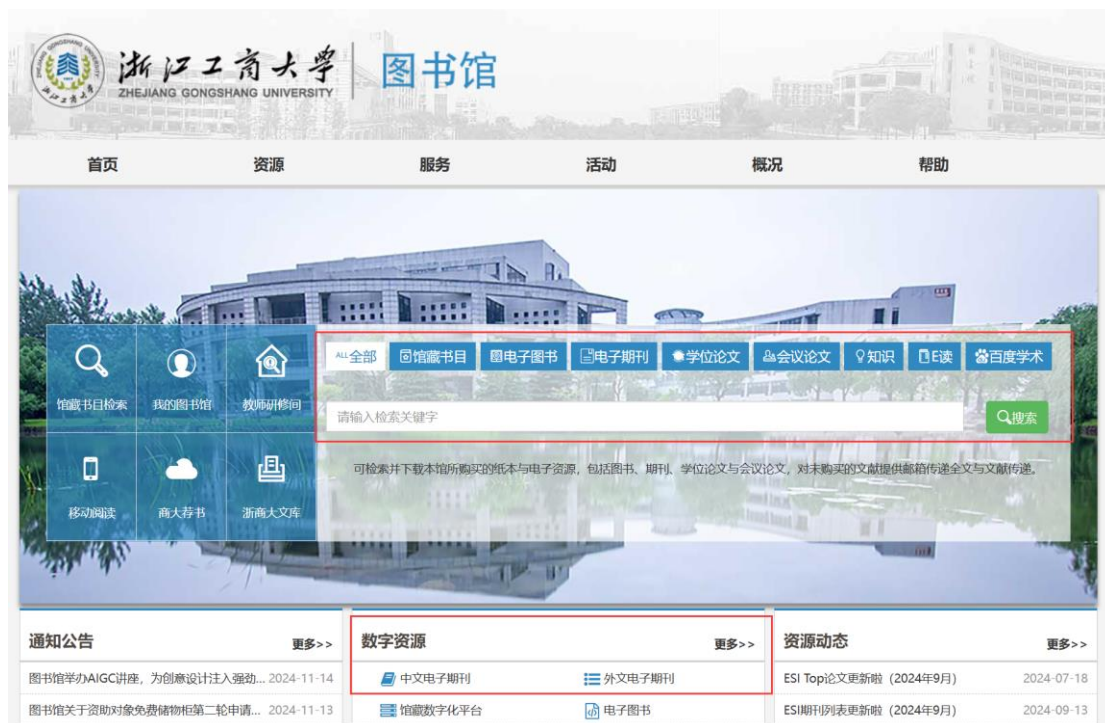 浙江工商大学 图书馆
ZHEJIANG GONGSHANG UNIVERSITY
首页 资源 服务 活动 概况 帮助
ALL全部 馆藏书目 电子图书 电子期刊 学位论文 会议论文 知识 E读 百度学术
馆藏书目检索 我的图书馆 教师研修间
请输入检索关键字 搜索
可检索并下载本馆所购买的纸本与电子资源，包括图书、期刊、学位论文与会议论文，对未购买的文献提供邮箱传递全文与文献传递。
移动阅读 商大荐书 浙商大文库
通知公告 更多>> 数字资源 更多>> 资源动态 更多>>
图书馆举办AIGC讲座，为创意设计注入强劲... 2024-11-14 中文电子期刊 外文电子期刊 ESI Top论文更新啦（2024年9月） 2024-07-18
图书馆关于资助对象免费储物柜第二轮申请... 2024-11-13 馆藏数字化平台 电子图书 ESI期刊列表更新啦（2024年9月） 2024-09-13